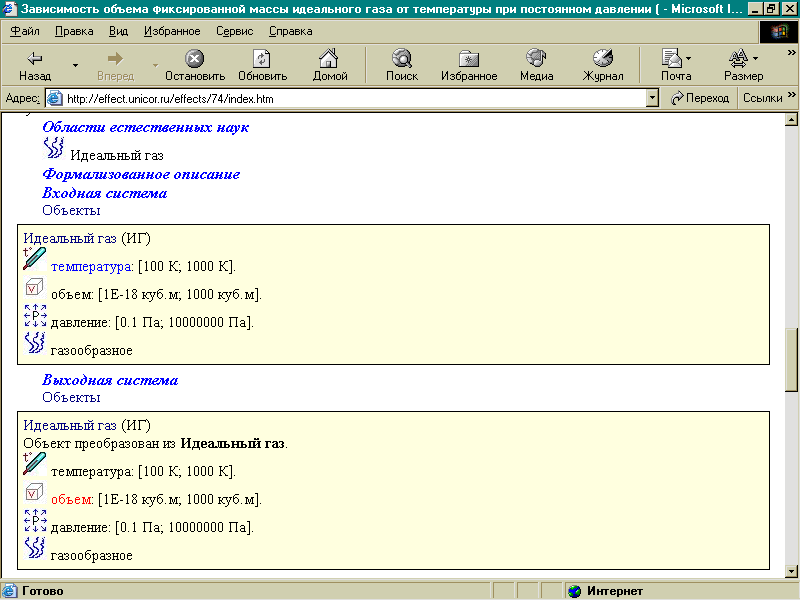 Зависимость объема фиксированной массы идеального газа от температуры при постоянном давлении ( - Microsoft I...
Файл Правка Вид Избранное Сервис Справка
Назад Вперед Остановить Обновить Домой Поиск Избранное Медиа Журнал Почта Размер »
Адрес: http://effect.unicor.ru/effects/74/index.htm Переход Ссылки »
Области естественных наук
Идеальный газ
Формализованное описание
Входная система
Объекты
Идеальный газ (ИГ)
t° температура: [100 К; 1000 К].
V объем: [1E-18 куб.м; 1000 куб.м].
P давление: [0.1 Па; 10000000 Па].
газообразное
Выходная система
Объекты
Идеальный газ (ИГ)
Объект преобразован из Идеальный газ.
t° температура: [100 К; 1000 К].
V объем: [1E-18 куб.м; 1000 куб.м].
P давление: [0.1 Па; 10000000 Па].
газообразное
Готово Интернет